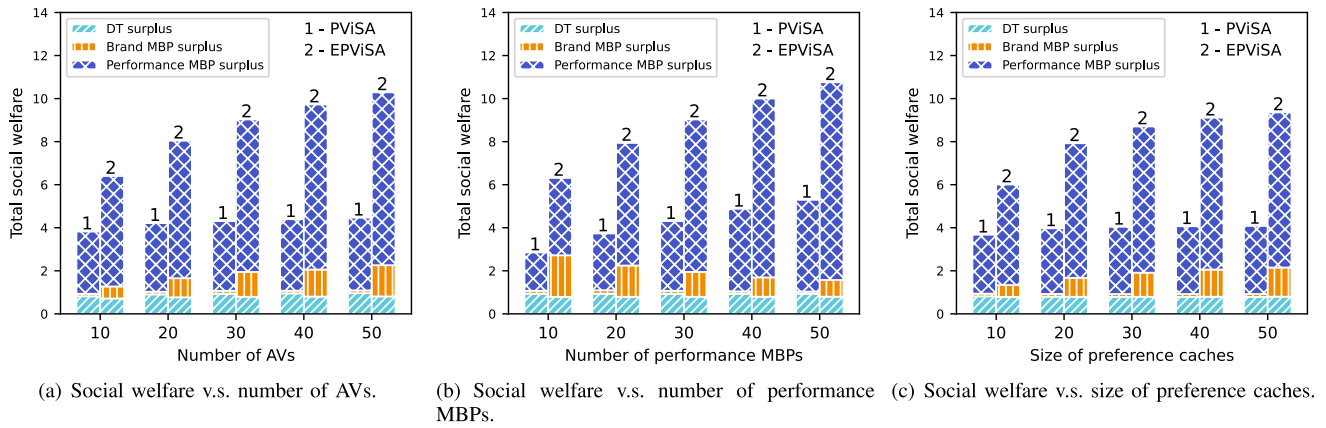 14
12
10
8
6
4
2
0
Total social welfare
DT surplus
Brand MBP surplus
Performance MBP surplus
1 - PViSA
2 - EPViSA
1
2
1
2
1
2
1
2
1
2
10
20
30
40
50
Number of AVs
(a) Social welfare v.s. number of AVs.
14
12
10
8
6
4
2
0
Total social welfare
DT surplus
Brand MBP surplus
Performance MBP surplus
1 - PViSA
2 - EPViSA
1
2
1
2
1
2
1
2
1
2
10
20
30
40
50
Number of performance MBPs
(b) Social welfare v.s. number of performance
MBPs.
14
12
10
8
6
4
2
0
Total social welfare
DT surplus
Brand MBP surplus
Performance MBP surplus
1 - PViSA
2 - EPViSA
1
2
1
2
1
2
1
2
1
2
10
20
30
40
50
Size of preference caches
(c) Social welfare v.s. size of preference caches.